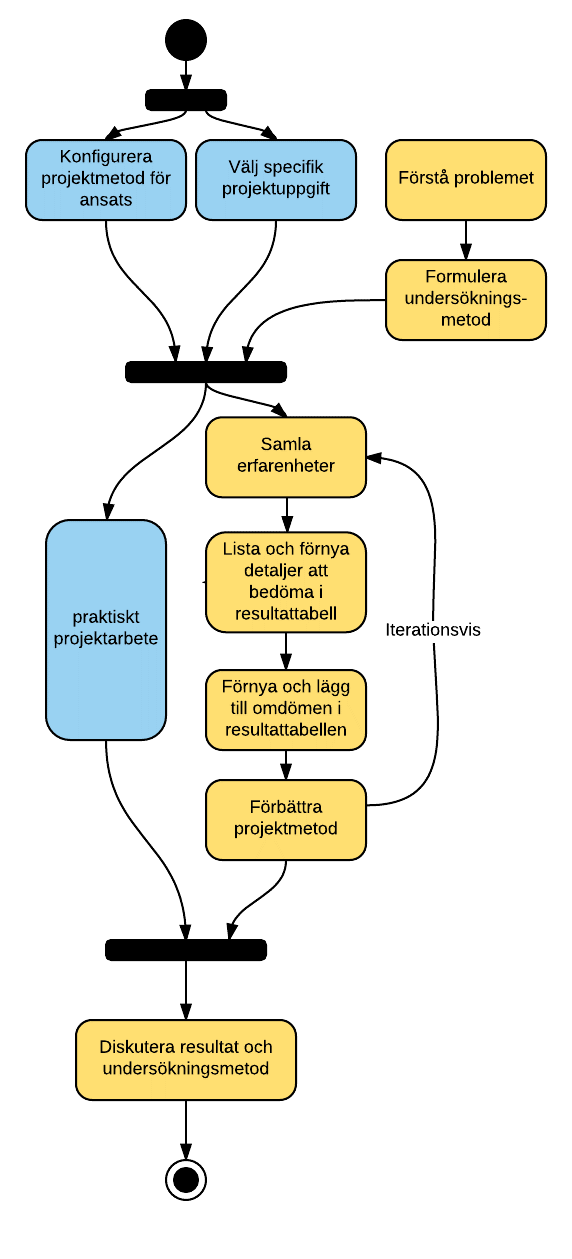 Konfigurera
projektmetod för
ansats
Välj specifik
projektuppgift
Förstå problemet
Formulera
undersöknings-
metod
Samla
erfarenheter
Lista och förnya
detaljer att
bedöma i
resultattabell
praktiskt
projektarbete
Iterationsvis
Förnya och lägg
till omdömen i
resultattabellen
Förbättra
projektmetod
Diskutera resultat och
undersökningsmetod